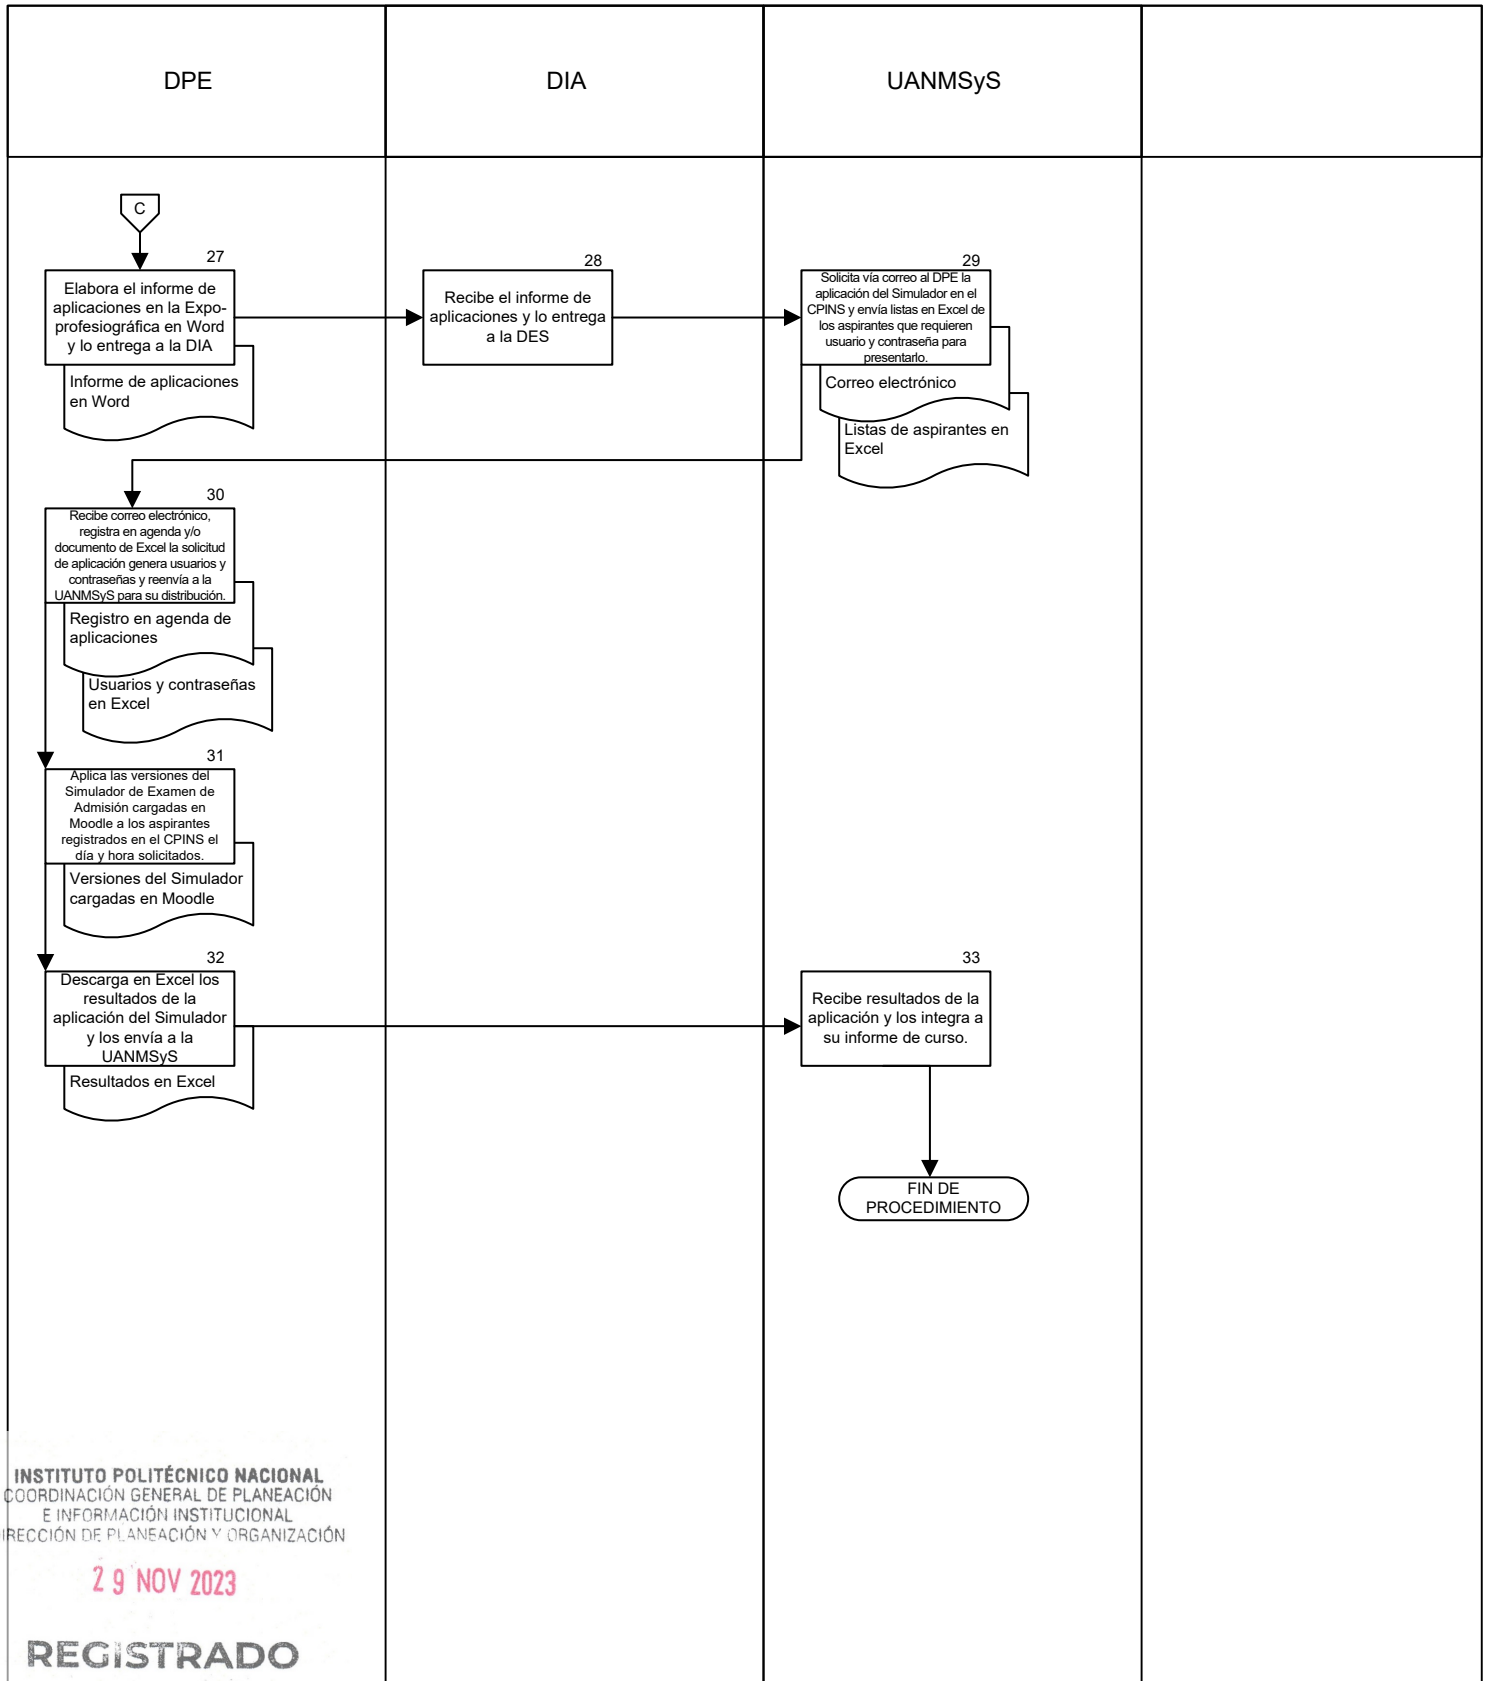 DPE
DIA
UANMSyS
C
27
Elabora el informe de
aplicaciones en la Expo-
profesiográfica en Word
y lo entrega a la DIA
Informe de aplicaciones
en Word
28
Recibe el informe de
aplicaciones y lo entrega
a la DES
29
Solicita vía correo al DPE la
aplicación del Simulador en el
CPINS y envía listas en Excel de
los aspirantes que requieren
usuario y contraseña para
presentarlo.
Correo electrónico
Listas de aspirantes en
Excel
30
Recibe correo electrónico,
registra en agenda y/o
documento de Excel la solicitud
de aplicación genera usuarios y
contraseñas y reenvía a la
UANMSyS para su distribución.
Registro en agenda de
aplicaciones
Usuarios y contraseñas
en Excel
31
Aplica las versiones del
Simulador de Examen de
Admisión cargadas en
Moodle a los aspirantes
registrados en el CPINS el
día y hora solicitados.
Versiones del Simulador
cargadas en Moodle
32
Descarga en Excel los
resultados de la
aplicación del Simulador
y los envía a la
UANMSyS
Resultados en Excel
33
Recibe resultados de la
aplicación y los integra a
su informe de curso.
FIN DE
PROCEDIMIENTO
INSTITUTO POLITÉCNICO NACIONAL
COORDINACIÓN GENERAL DE PLANEACIÓN
E INFORMACIÓN INSTITUCIONAL
IRECCIÓN DE PLANEACIÓN Y ORGANIZACIÓN
29 NOV 2023
REGISTRADO